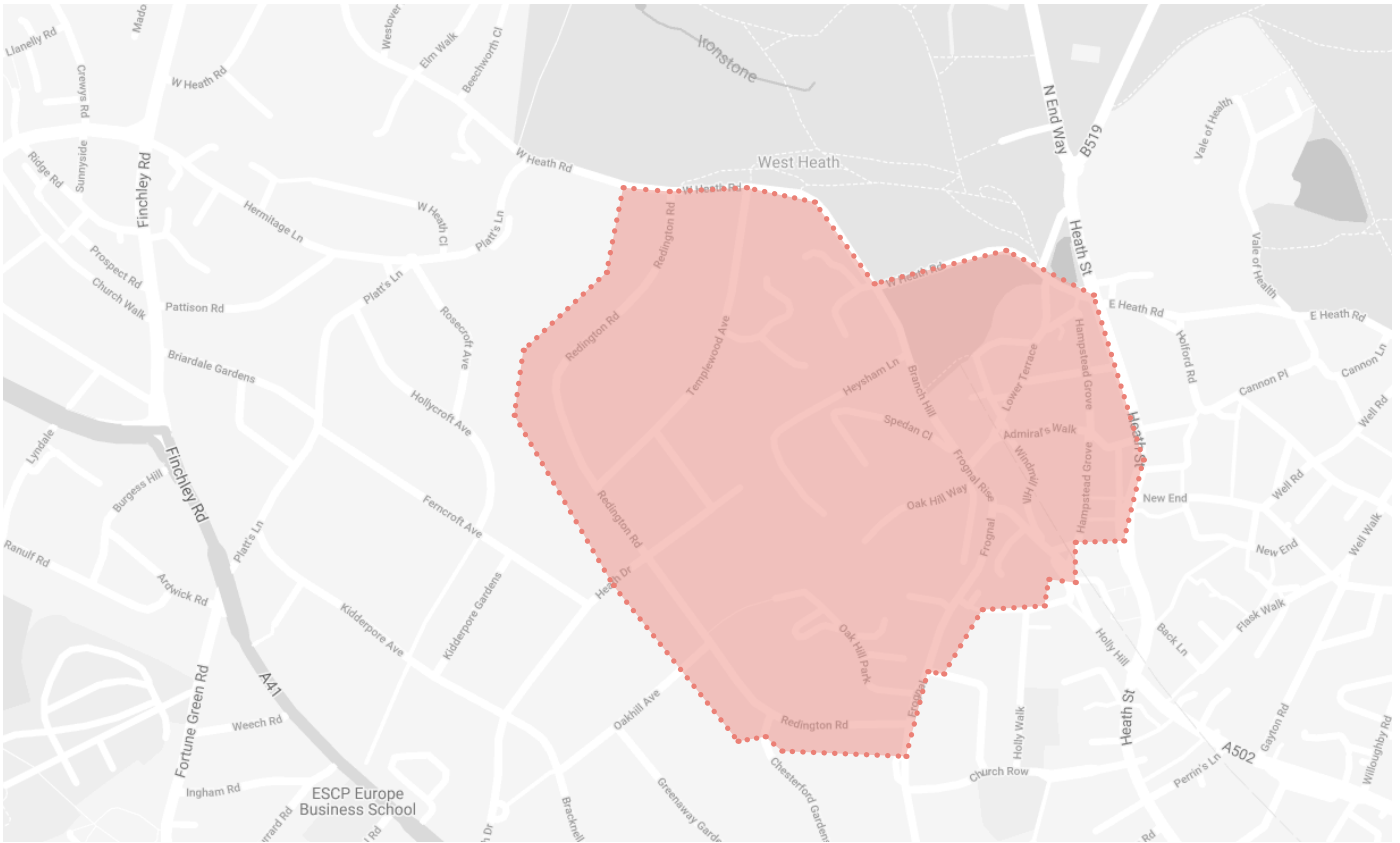 Llanelly Rd
Crewys Rd
Mado
W Heath Rd
Westover
Elm Walk
Beechworth Cl
N End Way
B519
Vale of Health
Sunnyside
Ridge Rd
Finchley Rd
W Heath Rd
West Heath
W Heath Rd
Hermitage Ln
W Heath Cl
Platt's Ln
Redington Rd
Heath St
Vale of Health
Prospect Rd
Church Walk
Platt's Ln
W Heath Rd
Pattison Rd
E Heath Rd
E Heath Rd
Rosecroft Ave
Redington Rd
Templewood Ave
Hampstead Grove
Holford Rd
Cannon Ln
Briardale Gardens
Heysham Ln
Branch Hill
Lower Terrace
Cannon Pl
Hollycroft Ave
Spedan Cl
Admiral's Walk
Heath St
Well Rd
Lyndale
Finchley Rd
Burgess Hill
Frognal Rise
Hampstead Grove
Well Rd
Ferncroft Ave
Redington Rd
Oak Hill Way
New End
Platt's Ln
Frognal
New End
Well Walk
Ranulf Rd
Ardwick Rd
Heath Dr
Kidderpore Gardens
Kidderpore Ave
Oak Hill Park
Holly Hill
Back Ln
Flask Walk
A41
Fortune Green Rd
Weech Rd
Oakhill Ave
Redington Rd
Frognal
Holly Walk
Heath St
Gayton Rd
Willoughby Rd
A502
Perrin's Ln
Church Row
Chesterford Gardens
Ingham Rd
ESCP Europe
Business School
Greenaway Garde
Bracknell
Rd